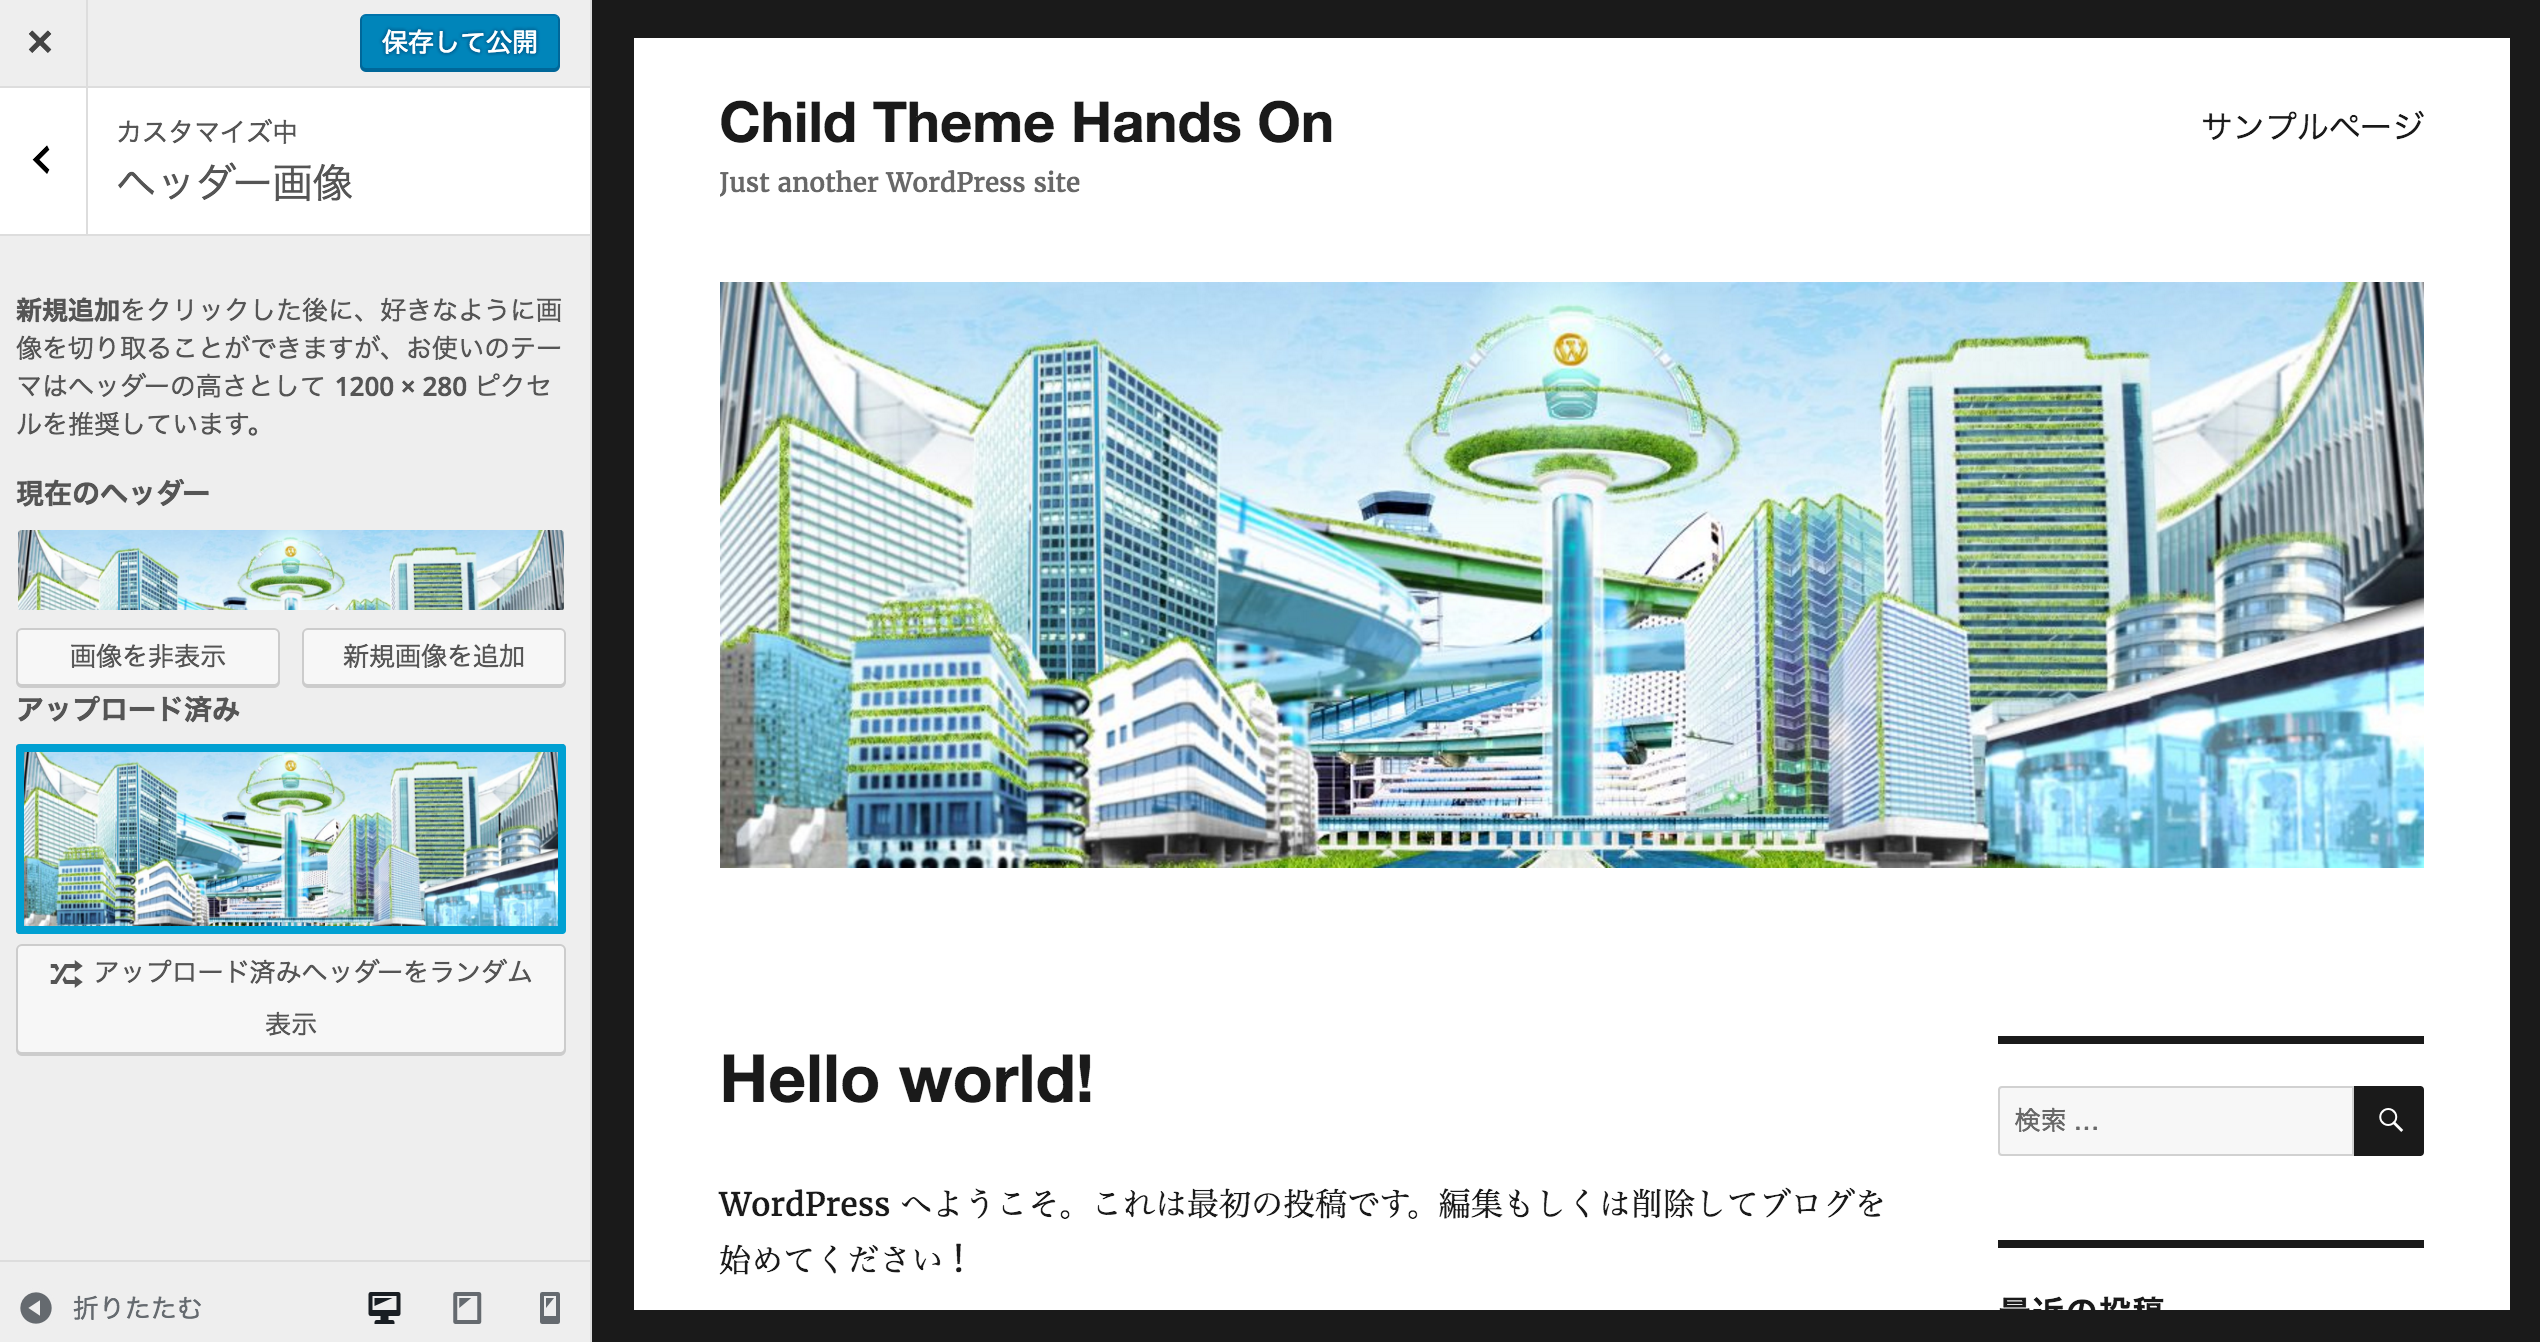 保存して公開
カスタマイズ中
ヘッダー画像
新規追加をクリックした後に、好きなように画
像を切り取ることができますが、お使いのテー
マはヘッダーの高さとして 1200 × 280 ピクセ
ルを推奨しています。
現在のヘッダー
画像を非表示
新規画像を追加
アップロード済み
アップロード済みヘッダーをランダム
表示
折りたたむ
Child Theme Hands On
Just another WordPress site
サンプルページ
Hello world!
WordPress へようこそ。これは最初の投稿です。編集もしくは削除してブログを
始めてください！
検索 …
最近の投稿